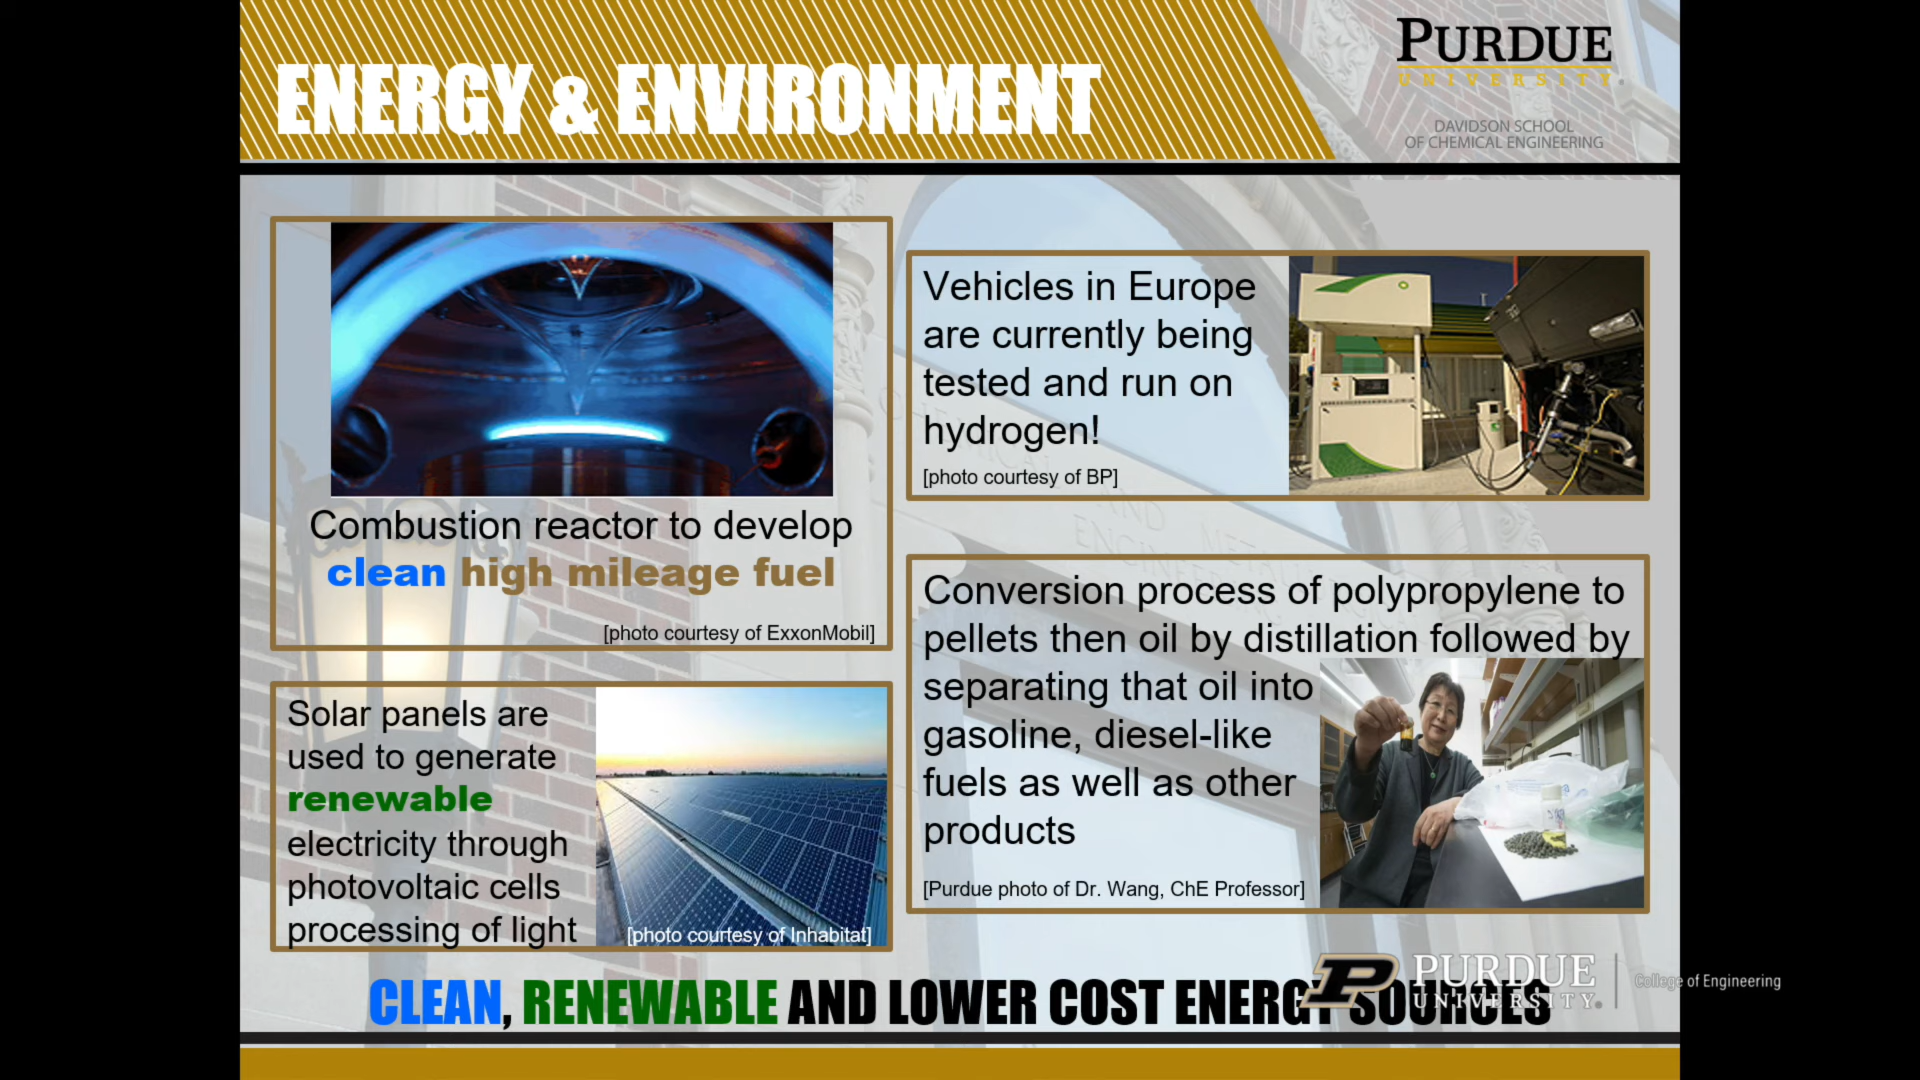 ENERGY & ENVIRONMENT
PURDUE
UNIVERSITY
DAVIDSON SCHOOL
OF CHEMICAL ENGINEERING
Combustion reactor to develop
clean high mileage fuel
[photo courtesy of ExxonMobil]
Solar panels are
used to generate
renewable
electricity through
photovoltaic cells
processing of light
[photo courtesy of Inhabitat]
Vehicles in Europe
are currently being
tested and run on
hydrogen!
[photo courtesy of BP]
Conversion process of polypropylene to
pellets then oil by distillation followed by
separating that oil into
gasoline, diesel-like
fuels as well as other
products
[Purdue photo of Dr. Wang, ChE Professor]
CLEAN, RENEWABLE AND LOWER COST ENERGY SOURCES
PURDUE
UNIVERSITY
College of Engineering